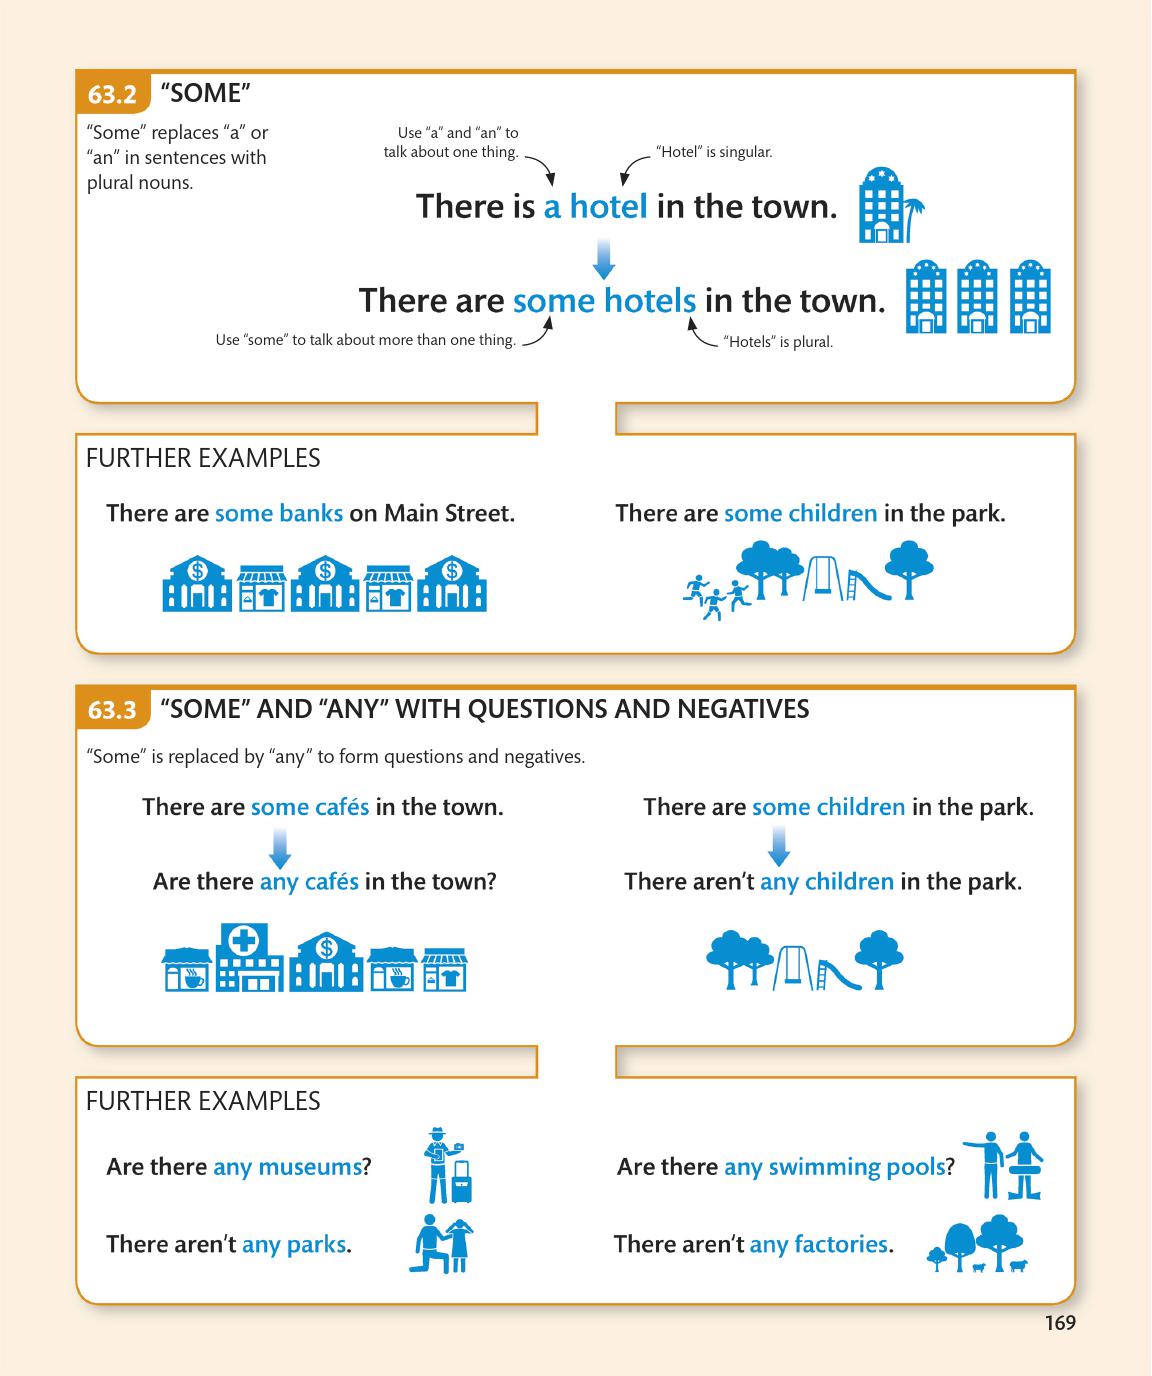 63.2 “SOME”
“Some” replaces “a” or
“an” in sentences with
plural nouns.
Use “a” and “an” to
talk about one thing.
“Hotel” is singular.
There is a hotel in the town.
There are some hotels in the town.
Use “some” to talk about more than one thing.
“Hotels” is plural.
FURTHER EXAMPLES
There are some banks on Main Street.
$ $ $
There are some children in the park.
63.3 “SOME” AND “ANY” WITH QUESTIONS AND NEGATIVES
“Some” is replaced by “any” to form questions and negatives.
There are some cafés in the town.
Are there any cafés in the town?
$
There are some children in the park.
There aren’t any children in the park.
FURTHER EXAMPLES
Are there any museums?
Are there any swimming pools?
There aren’t any parks.
There aren’t any factories.
169